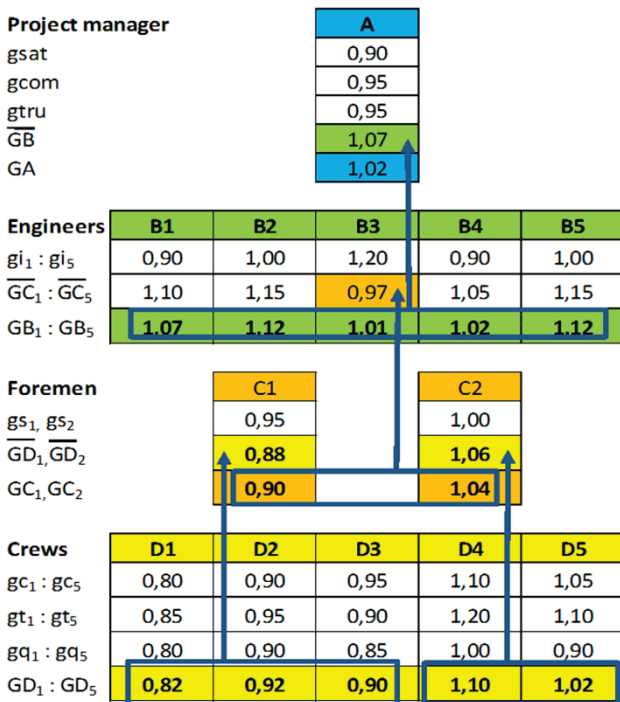 Project manager A
gsat 0,90
gcom 0,95
gtru 0,95
G̅B̅ 1,07
GA 1,02
Engineers B1 B2 B3 B4 B5
gi₁ : gi₅ 0,90 1,00 1,20 0,90 1,00
G̅C̅₁ : G̅C̅₅ 1,10 1,15 0,97 1,05 1,15
GB₁ : GB₅ 1.07 1.12 1.01 1.02 1.12
Foremen C1 C2
gs₁, gs₂ 0,95 1,00
G̅D̅₁,G̅D̅₂ 0,88 1,06
GC₁,GC₂ 0,90 1,04
Crews D1 D2 D3 D4 D5
gc₁ : gc₅ 0,80 0,90 0,95 1,10 1,05
gt₁ : gt₅ 0,85 0,95 0,90 1,20 1,10
gq₁ : gq₅ 0,80 0,90 0,85 1,00 0,90
GD₁ : GD₅ 0,82 0,92 0,90 1,10 1,02